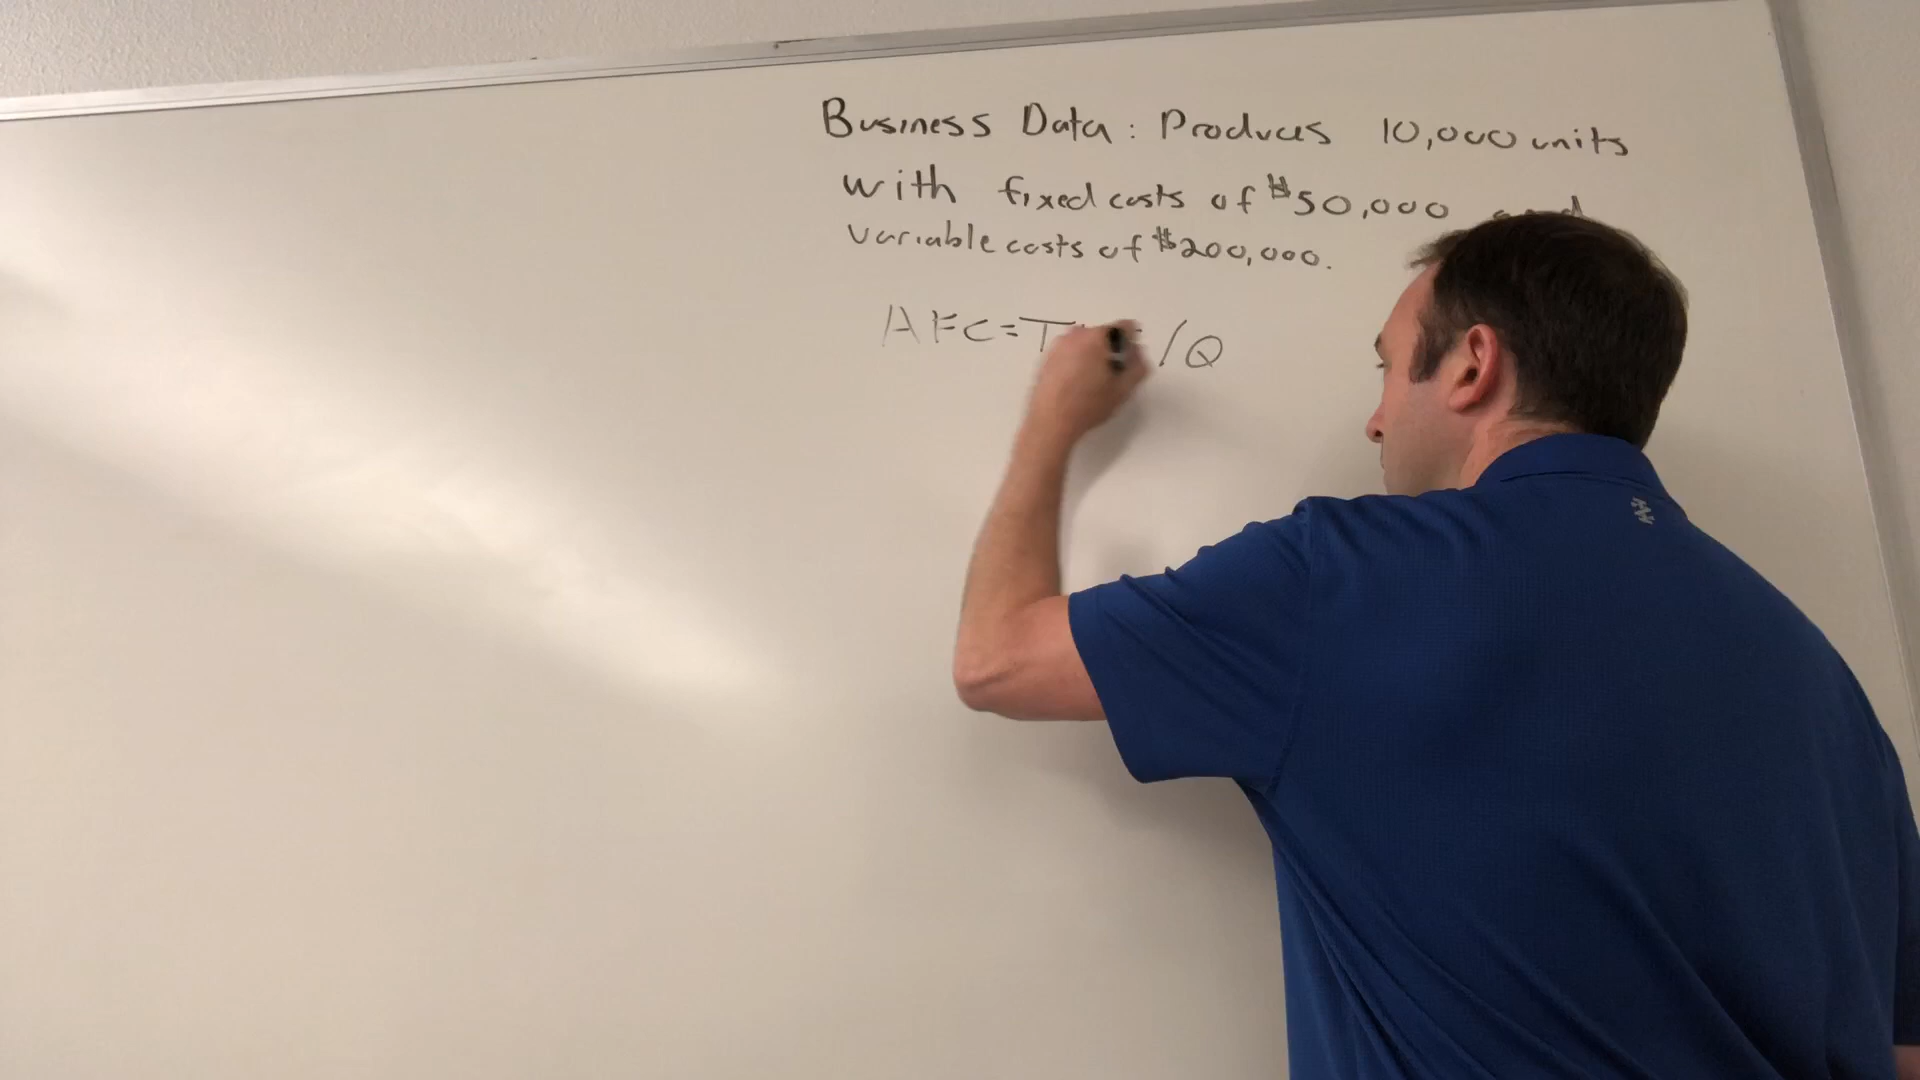 Business Data: Produces 10,000 units
with fixed costs of $50,000
variable costs of $200,000.
AFC= /Q